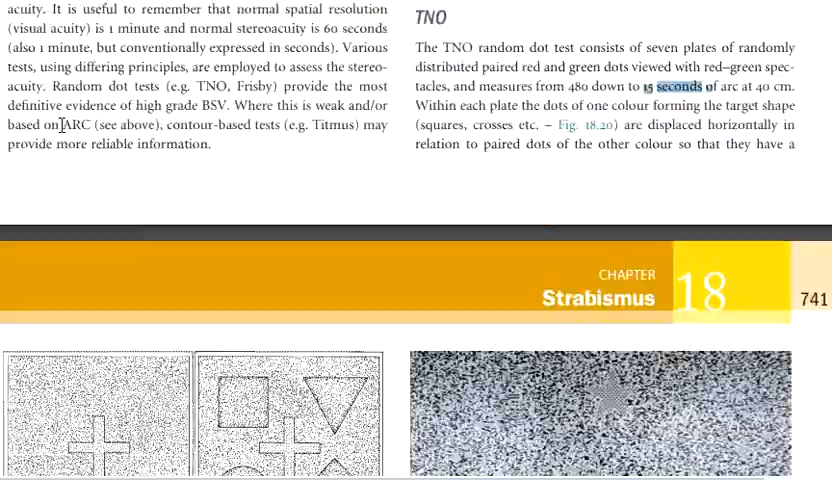 acuity. It is useful to remember that normal spatial resolution
(visual acuity) is 1 minute and normal stereoacuity is 60 seconds
(also 1 minute, but conventionally expressed in seconds). Various
tests, using differing principles, are employed to assess the stereo-
acuity. Random dot tests (e.g. TNO, Frisby) provide the most
definitive evidence of high grade BSV. Where this is weak and/or
based on ARC (see above), contour-based tests (e.g. Titmus) may
provide more reliable information.
TNO
The TNO random dot test consists of seven plates of randomly
distributed paired red and green dots viewed with red–green spec-
tacles, and measures from 480 down to 15 seconds of arc at 40 cm.
Within each plate the dots of one colour forming the target shape
(squares, crosses etc. – Fig. 18.20) are displaced horizontally in
relation to paired dots of the other colour so that they have a
CHAPTER
Strabismus
18
741